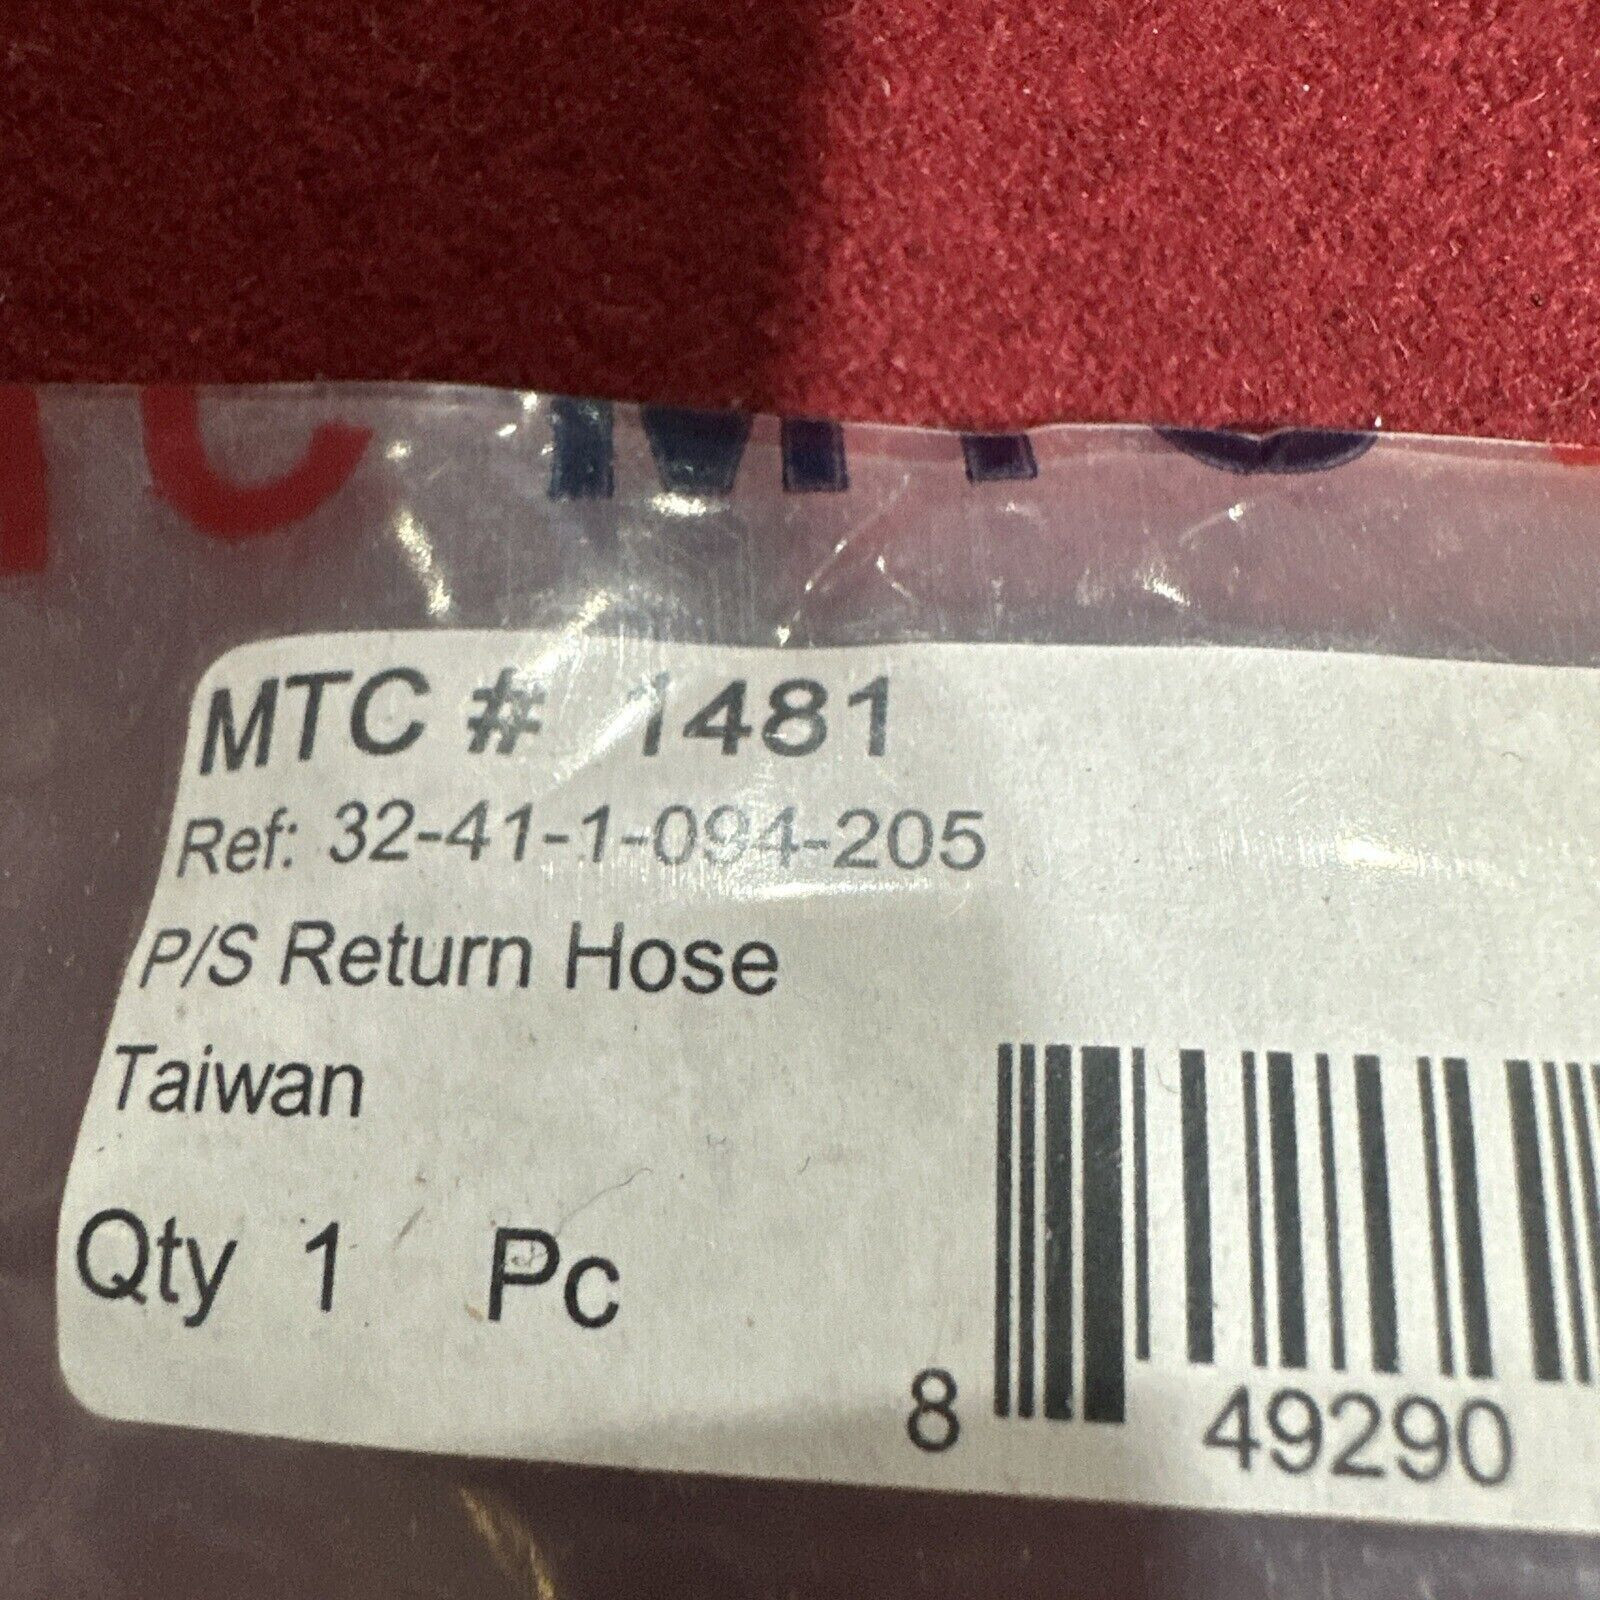 MTC # 1481
Ref: 32-41-1-094-205
P/S Return Hose
Taiwan
Qty 1 Pc
8 49290